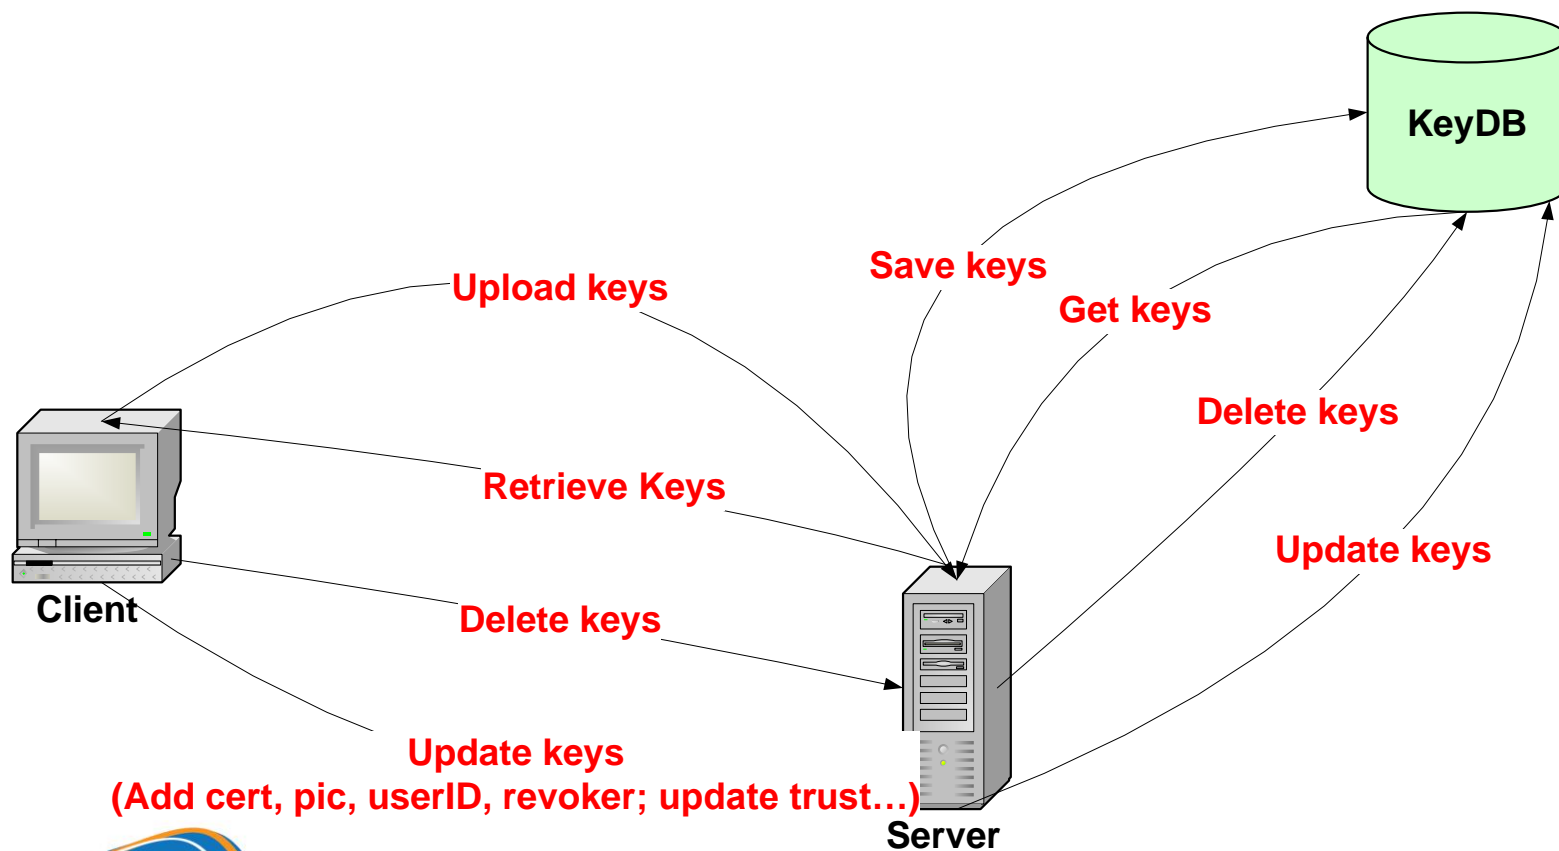 KeyDB
Save keys
Upload keys
Get keys
Delete keys
Retrieve Keys
Update keys
Client
Delete keys
Update keys
(Add cert, pic, userID, revoker; update trust…)
Server